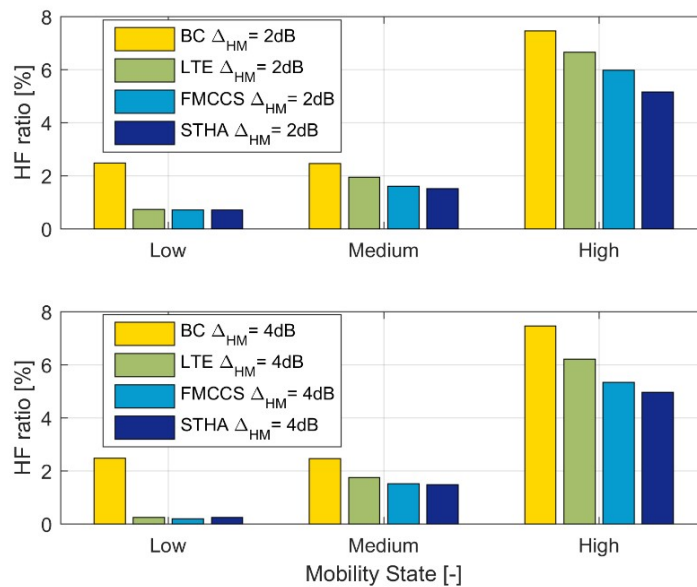 8
6
4
2
0
HF ratio [%]
BC Δ_HM= 2dB
LTE Δ_HM= 2dB
FMCCS Δ_HM= 2dB
STHA Δ_HM= 2dB
Low Medium High
8
6
4
2
0
HF ratio [%]
BC Δ_HM= 4dB
LTE Δ_HM= 4dB
FMCCS Δ_HM= 4dB
STHA Δ_HM= 4dB
Low Medium High
Mobility State [-]